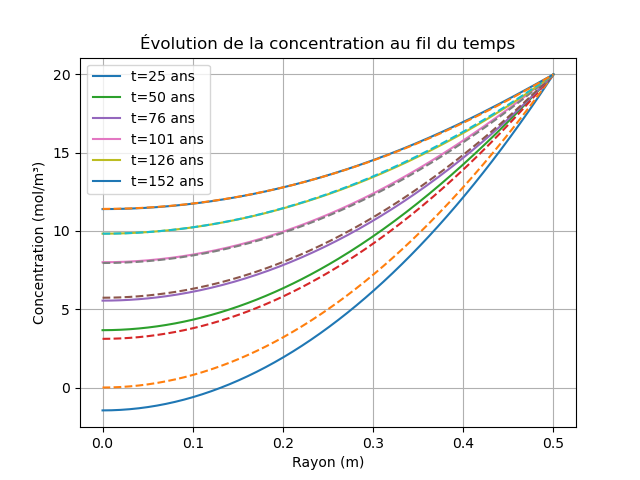 Évolution de la concentration au fil du temps
t=25 ans
t=50 ans
t=76 ans
t=101 ans
t=126 ans
t=152 ans
20
15
10
5
0
Concentration (mol/m³)
0.0 0.1 0.2 0.3 0.4 0.5
Rayon (m)